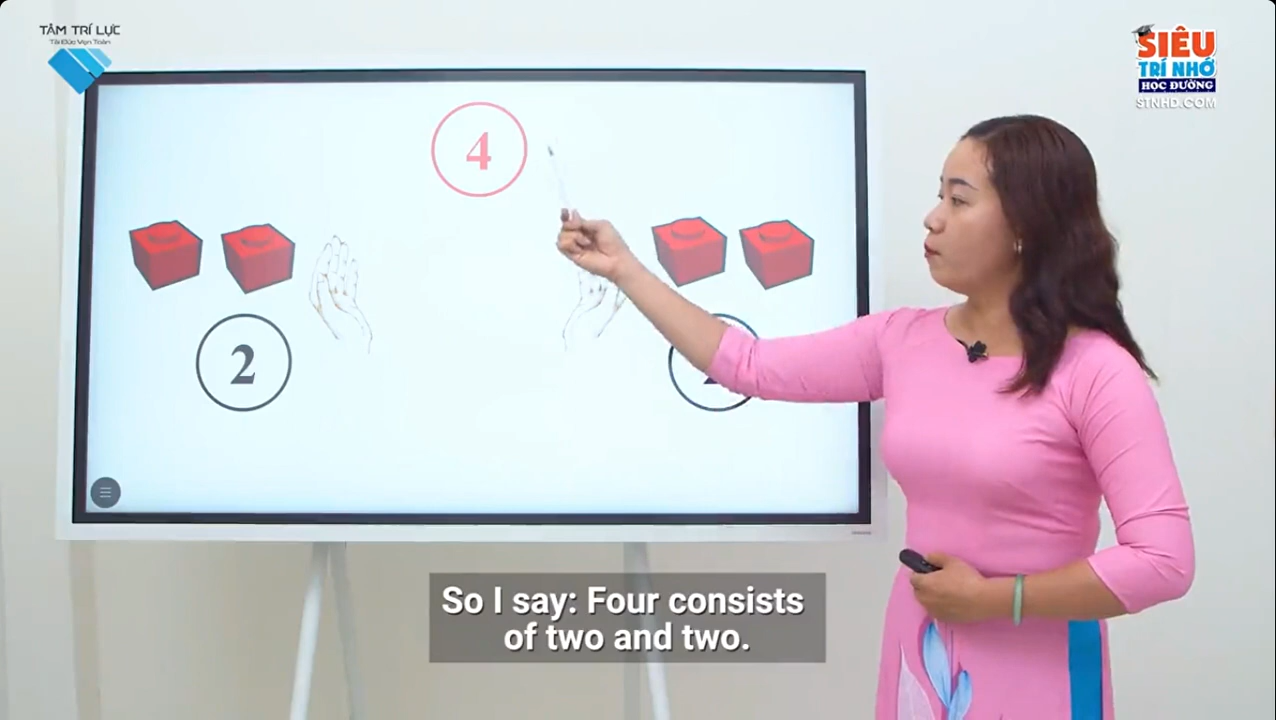 TÂM TRÍ LỰC
Tài Đức Vẹn Toàn
SIÊU
TRÍ NHỚ
HỌC ĐƯỜNG
STNHD.COM
4
2
So I say: Four consists
of two and two.